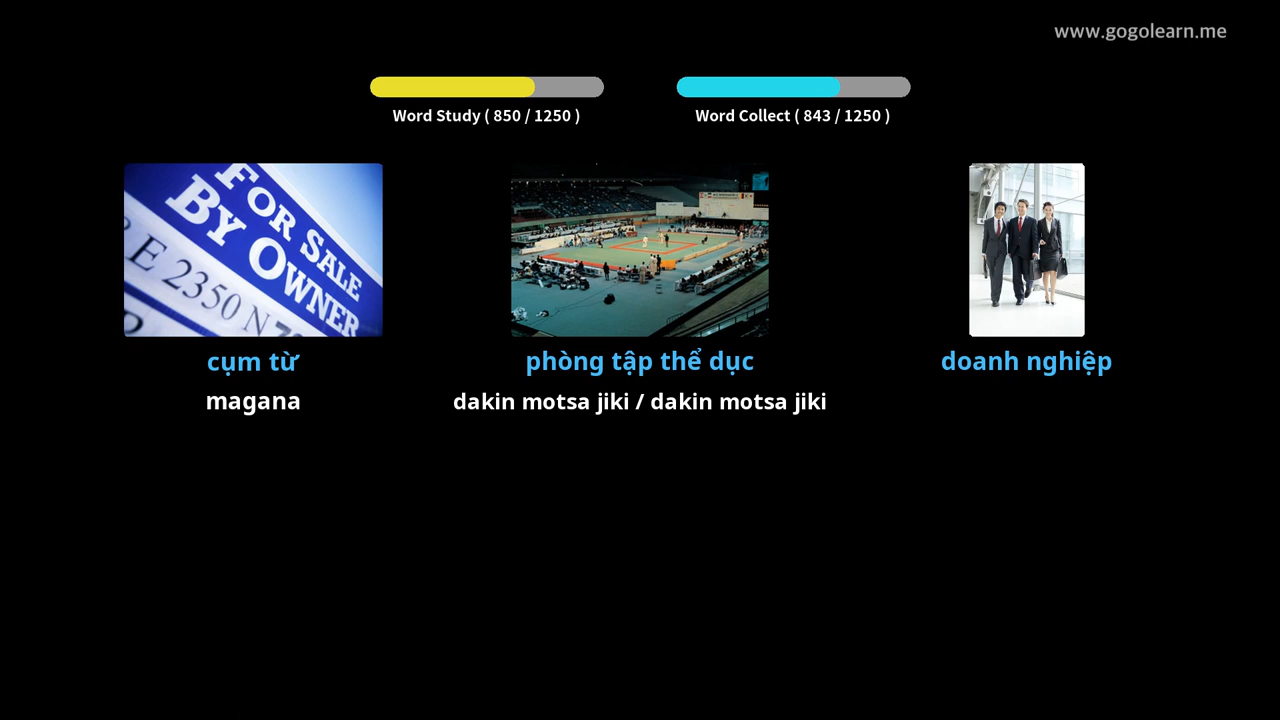 www.gogolearn.me
Word Study ( 850 / 1250 )
Word Collect ( 843 / 1250 )
FOR SALE
BY OWNER
E 2350 N
cụm từ
phòng tập thể dục
doanh nghiệp
magana
dakin motsa jiki / dakin motsa jiki